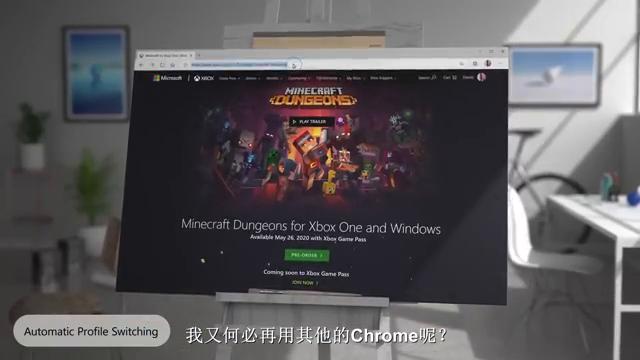 Microsoft
XBOX
MINECRAFT
DUNGEONS
PLAY TRAILER
Minecraft Dungeons for Xbox One and Windows
Available May 26, 2020 with Xbox Game Pass
PRE-ORDER
Coming soon to Xbox Game Pass
JOIN NOW
Automatic Profile Switching
我又何必再用其他的Chrome呢？